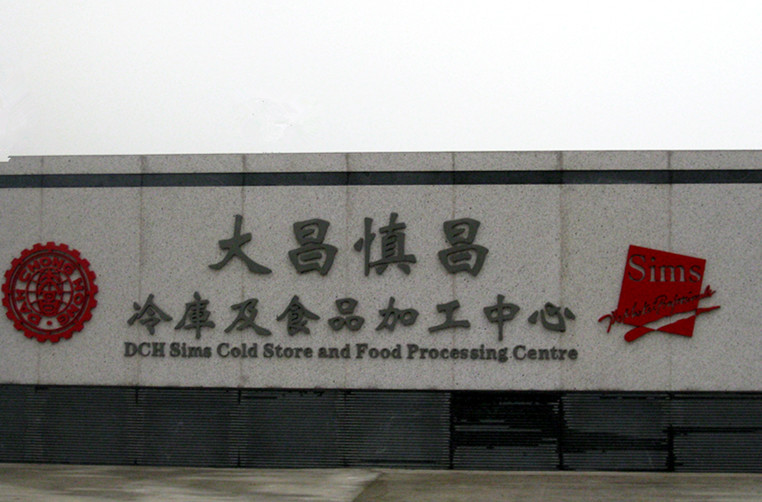 大昌慎昌
冷庫及食品加工中心
DCH Sims Cold Store and Food Processing Centre
Sims